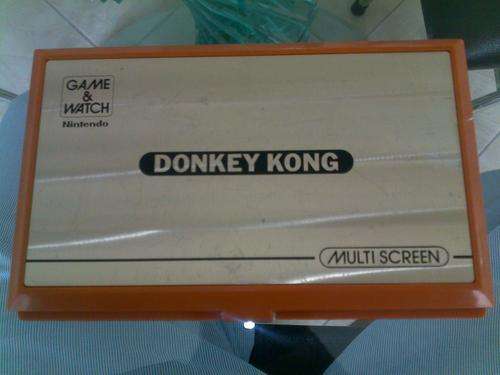 GAME
&
WATCH
Nintendo
DONKEY KONG
MULTI SCREEN